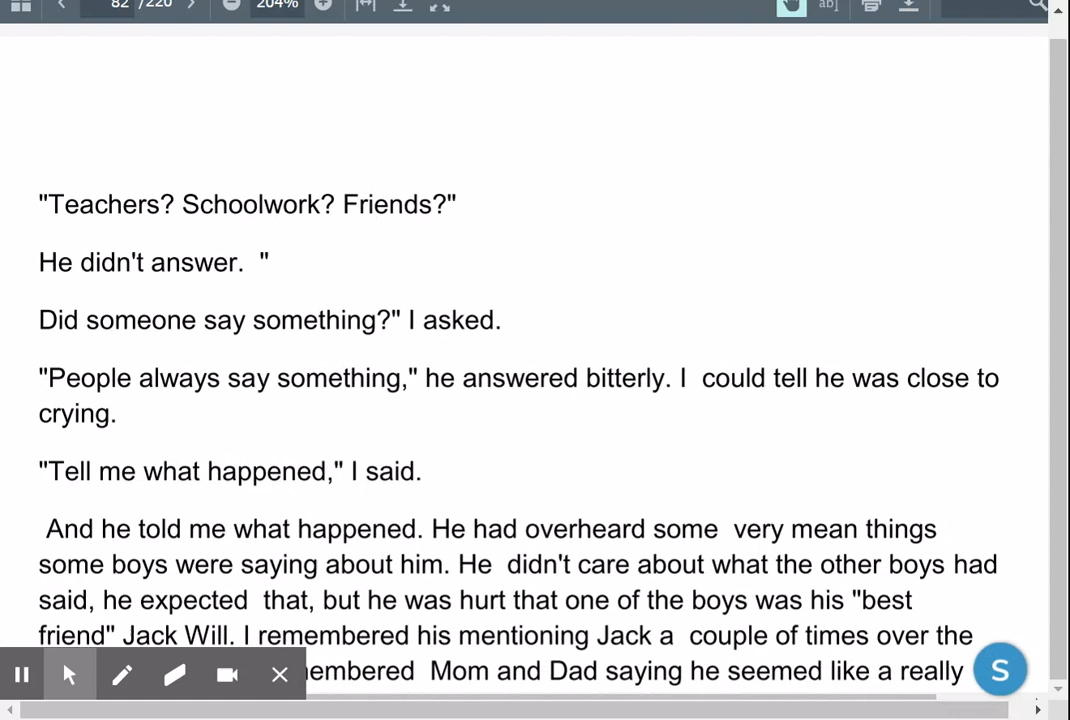 82 /220
204%
ab]
"Teachers? Schoolwork? Friends?"
He didn't answer.  "
Did someone say something?" I asked.
"People always say something," he answered bitterly. I  could tell he was close to
crying.
"Tell me what happened," I said.
And he told me what happened. He had overheard some  very mean things
some boys were saying about him. He  didn't care about what the other boys had
said, he expected  that, but he was hurt that one of the boys was his "best
friend" Jack Will. I remembered his mentioning Jack a  couple of times over the
Mom and Dad saying he seemed like a really
S